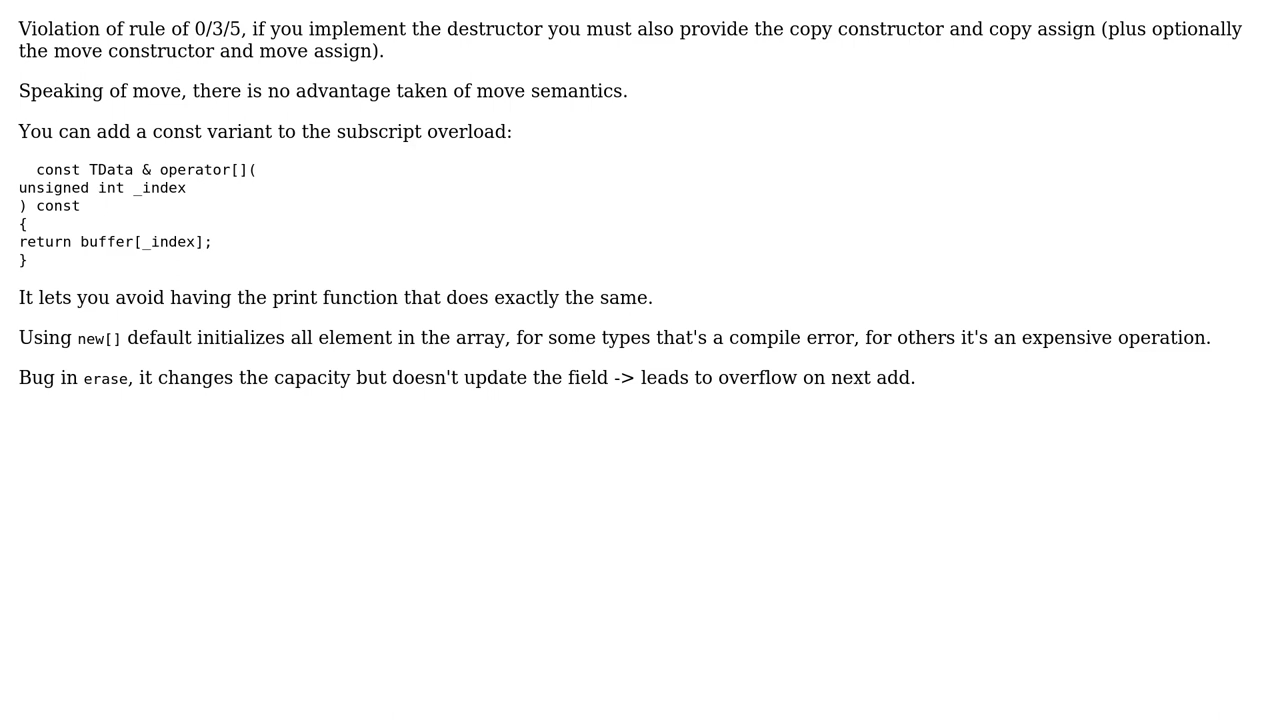 Violation of rule of 0/3/5, if you implement the destructor you must also provide the copy constructor and copy assign (plus optionally
the move constructor and move assign).
Speaking of move, there is no advantage taken of move semantics.
You can add a const variant to the subscript overload:
const TData & operator[](
unsigned int _index
) const
{
return buffer[_index];
}
It lets you avoid having the print function that does exactly the same.
Using new[] default initializes all element in the array, for some types that's a compile error, for others it's an expensive operation.
Bug in erase, it changes the capacity but doesn't update the field -> leads to overflow on next add.